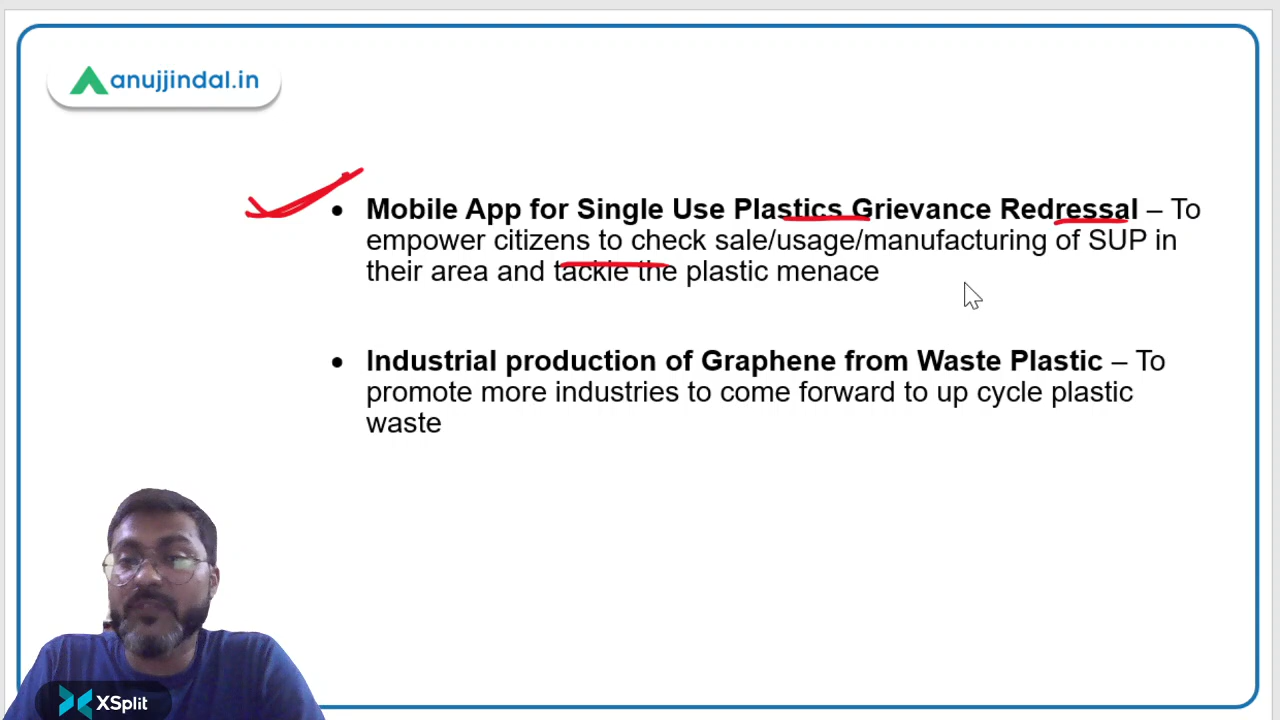 anujjindal.in
• Mobile App for Single Use Plastics Grievance Redressal – To
empower citizens to check sale/usage/manufacturing of SUP in
their area and tackle the plastic menace
• Industrial production of Graphene from Waste Plastic – To
promote more industries to come forward to up cycle plastic
waste
XSplit